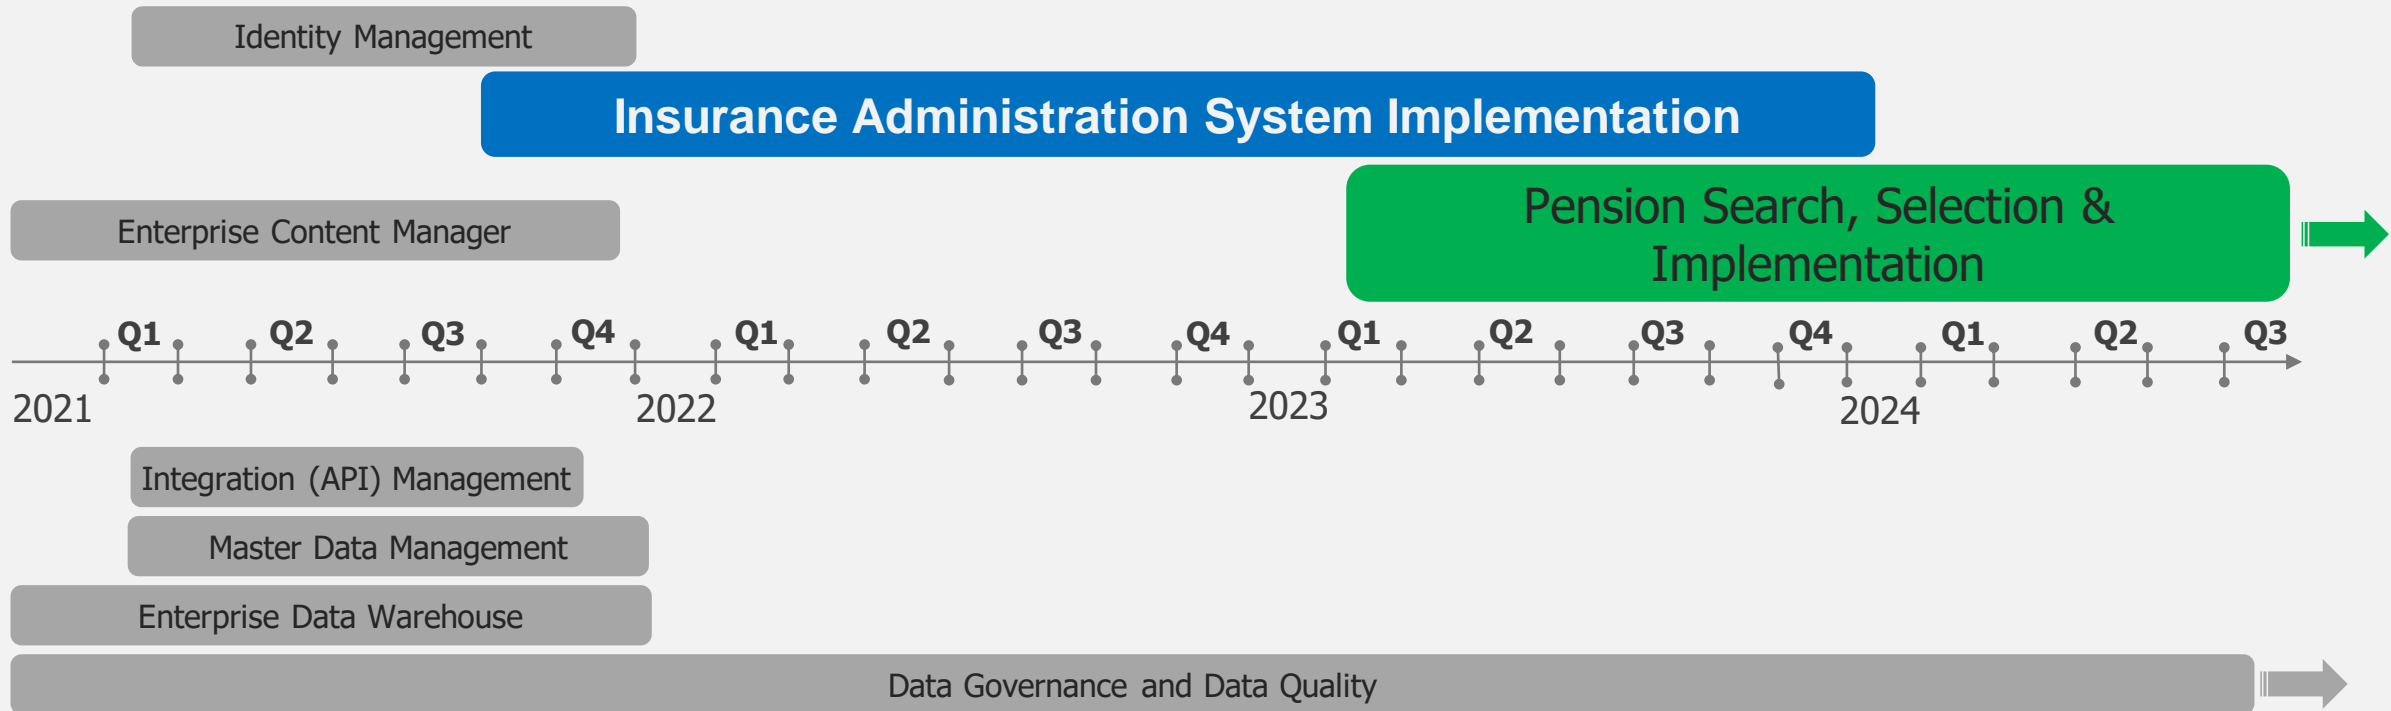 Identity Management
Insurance Administration System Implementation
Pension Search, Selection &
Implementation
Enterprise Content Manager
Q1 Q2 Q3 Q4 Q1 Q2 Q3 Q4 Q1 Q2 Q3 Q4 Q1 Q2 Q3
2021 2022 2023 2024
Integration (API) Management
Master Data Management
Enterprise Data Warehouse
Data Governance and Data Quality